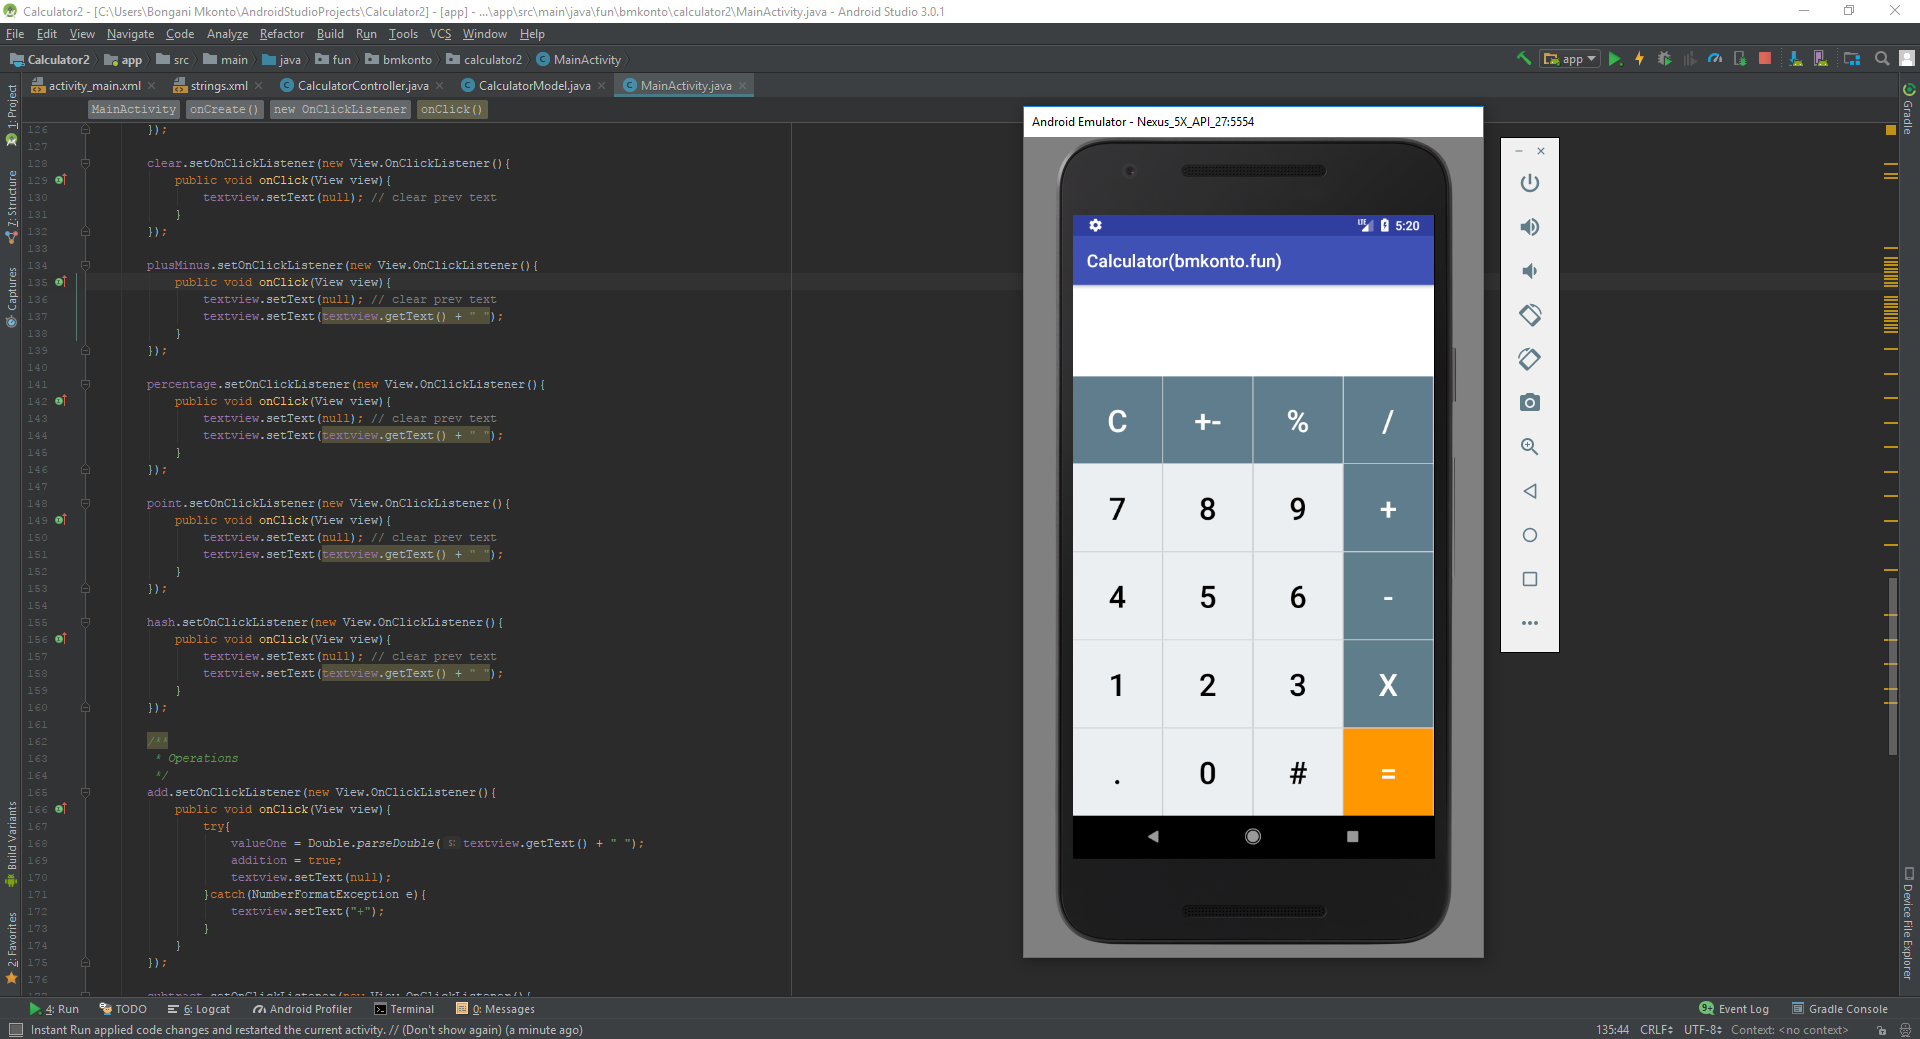 Calculator2 - [C:\Users\Bongani Mkonto\AndroidStudioProjects\Calculator2] - [app] - ...\app\src\main\java\fun\bmkonto\calculator2\MainActivity.java - Android Studio 3.0.1
File Edit View Navigate Code Analyze Refactor Build Run Tools VCS Window Help
Calculator2 app src main java fun bmkonto calculator2 MainActivity app
activity_main.xml strings.xml CalculatorController.java CalculatorModel.java MainActivity.java
MainActivity onCreate() new OnClickListener onClick()
1: Project
7: Structure
Captures
Build Variants
2: Favorites
126 });
127
128 clear.setOnClickListener(new View.OnClickListener(){
129 public void onClick(View view){
130 textview.setText(null); // clear prev text
131 }
132 });
133
134 plusMinus.setOnClickListener(new View.OnClickListener(){
135 public void onClick(View view){
136 textview.setText(null); // clear prev text
137 textview.setText(textview.getText() + " ");
138 }
139 });
140
141 percentage.setOnClickListener(new View.OnClickListener(){
142 public void onClick(View view){
143 textview.setText(null); // clear prev text
144 textview.setText(textview.getText() + " ");
145 }
146 });
147
148 point.setOnClickListener(new View.OnClickListener(){
149 public void onClick(View view){
150 textview.setText(null); // clear prev text
151 textview.setText(textview.getText() + " ");
152 }
153 });
154
155 hash.setOnClickListener(new View.OnClickListener(){
156 public void onClick(View view){
157 textview.setText(null); // clear prev text
158 textview.setText(textview.getText() + " ");
159 }
160 });
161
162 /**
163 * Operations
164 */
165 add.setOnClickListener(new View.OnClickListener(){
166 public void onClick(View view){
167 try{
168 valueOne = Double.parseDouble( s: textview.getText() + " ");
169 addition = true;
170 textview.setText(null);
171 }catch(NumberFormatException e){
172 textview.setText("+");
173 }
174 }
175 });
176
177 subtract.setOnClickListener(new View.OnClickListener(){
Android Emulator - Nexus_5X_API_27:5554
LTE 5:20
Calculator(bmkonto.fun)
C +- % /
7 8 9 +
4 5 6 -
1 2 3 X
. 0 # =
Gradle
Device File Explorer
4: Run TODO 6: Logcat Android Profiler Terminal 0: Messages 9+ Event Log Gradle Console
Instant Run applied code changes and restarted the current activity. // (Don't show again) (a minute ago) 135:44 CRLF UTF-8 Context: <no context>